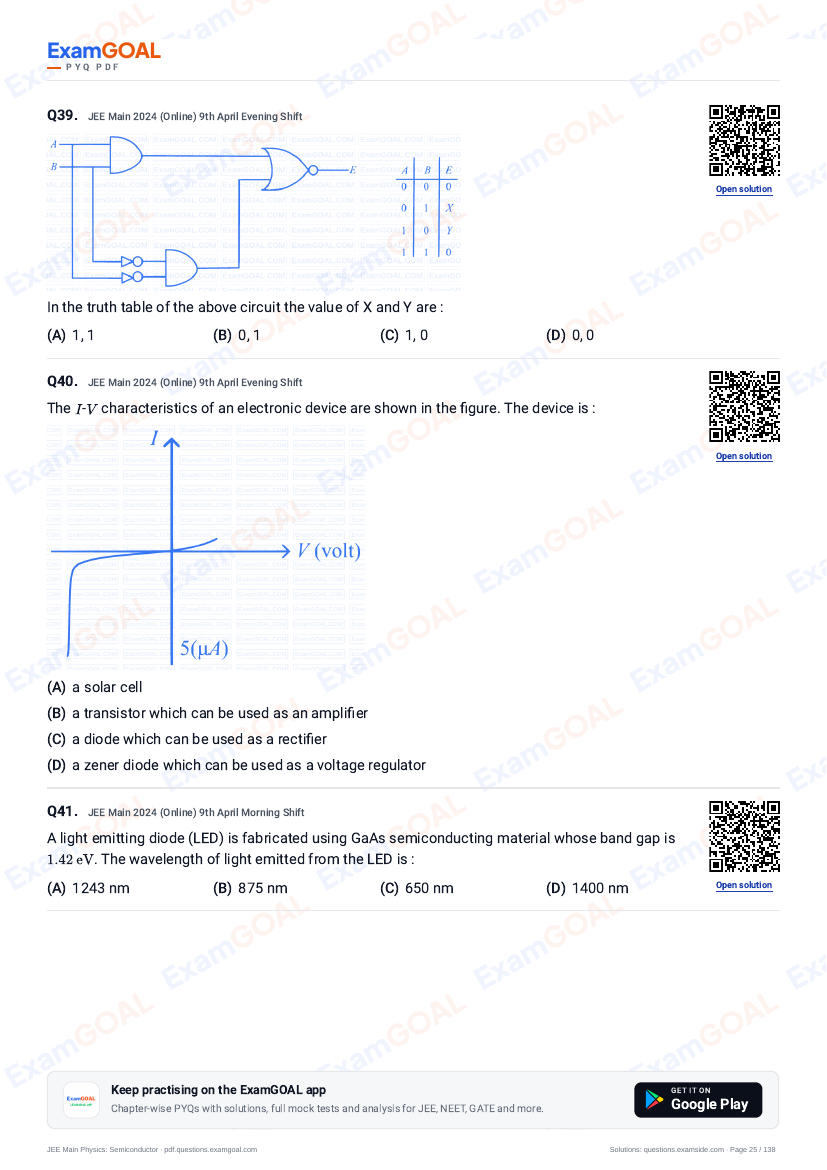 ExamGOAL
PYQ PDF
Q39. JEE Main 2024 (Online) 9th April Evening Shift
Open solution
A
B
E
A B E
0 0 0
0 1 X
1 0 Y
1 1 0
In the truth table of the above circuit the value of X and Y are :
(A) 1, 1 (B) 0, 1 (C) 1, 0 (D) 0, 0
Q40. JEE Main 2024 (Online) 9th April Evening Shift
The I-V characteristics of an electronic device are shown in the figure. The device is :
Open solution
I
V (volt)
5(μA)
(A) a solar cell
(B) a transistor which can be used as an amplifier
(C) a diode which can be used as a rectifier
(D) a zener diode which can be used as a voltage regulator
Q41. JEE Main 2024 (Online) 9th April Morning Shift
A light emitting diode (LED) is fabricated using GaAs semiconducting material whose band gap is
1.42 eV. The wavelength of light emitted from the LED is :
(A) 1243 nm (B) 875 nm (C) 650 nm (D) 1400 nm
Open solution
ExamGOAL
Keep practising on the ExamGOAL app
Chapter-wise PYQs with solutions, full mock tests and analysis for JEE, NEET, GATE and more.
GET IT ON
Google Play
JEE Main Physics: Semiconductor · pdf.questions.examgoal.com
Solutions: questions.examside.com · Page 25 / 138